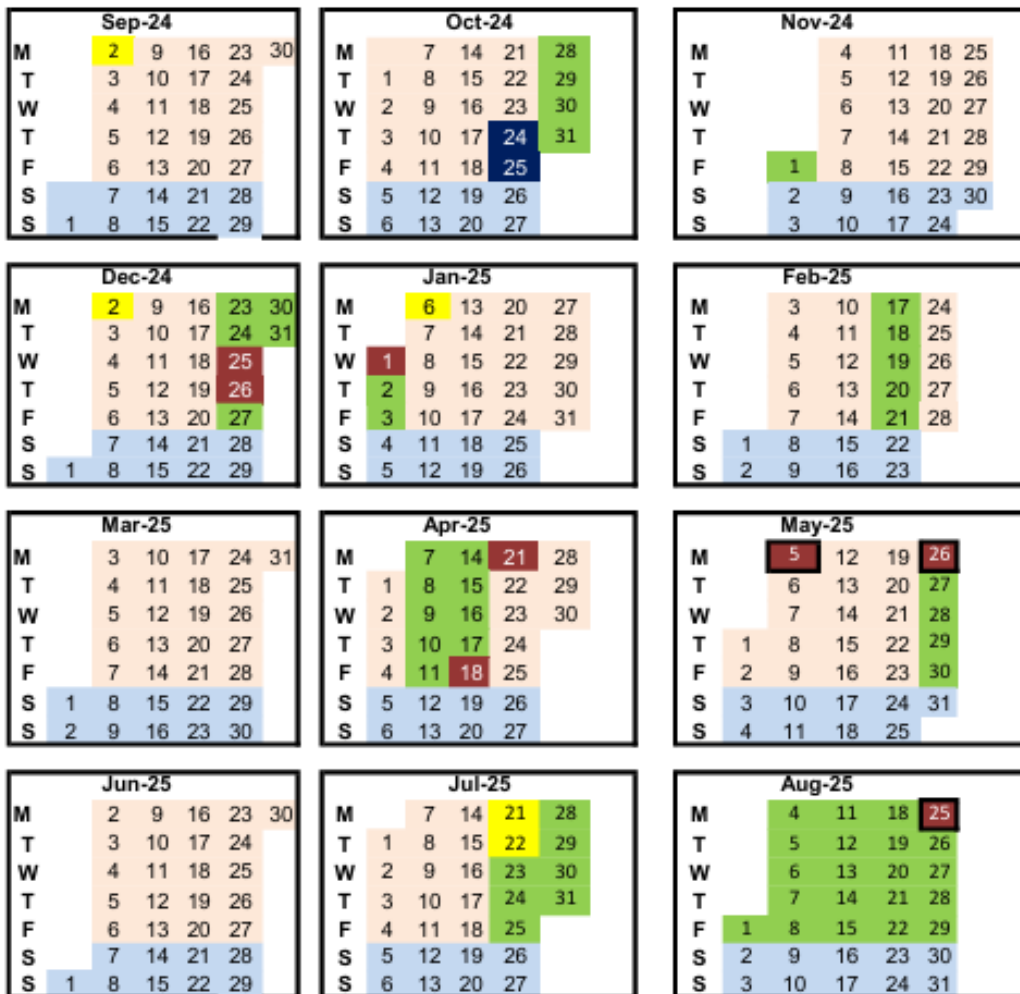 Sep-24
M 2 9 16 23 30
T 3 10 17 24
W 4 11 18 25
T 5 12 19 26
F 6 13 20 27
S 7 14 21 28
S 1 8 15 22 29
Oct-24
M 7 14 21 28
T 1 8 15 22 29
W 2 9 16 23 30
T 3 10 17 24 31
F 4 11 18 25
S 5 12 19 26
S 6 13 20 27
Nov-24
M 4 11 18 25
T 5 12 19 26
W 6 13 20 27
T 7 14 21 28
F 1 8 15 22 29
S 2 9 16 23 30
S 3 10 17 24
Dec-24
M 2 9 16 23 30
T 3 10 17 24 31
W 4 11 18 25
T 5 12 19 26
F 6 13 20 27
S 7 14 21 28
S 1 8 15 22 29
Jan-25
M 6 13 20 27
T 7 14 21 28
W 1 8 15 22 29
T 2 9 16 23 30
F 3 10 17 24 31
S 4 11 18 25
S 5 12 19 26
Feb-25
M 3 10 17 24
T 4 11 18 25
W 5 12 19 26
T 6 13 20 27
F 7 14 21 28
S 1 8 15 22
S 2 9 16 23
Mar-25
M 3 10 17 24 31
T 4 11 18 25
W 5 12 19 26
T 6 13 20 27
F 7 14 21 28
S 1 8 15 22 29
S 2 9 16 23 30
Apr-25
M 7 14 21 28
T 1 8 15 22 29
W 2 9 16 23 30
T 3 10 17 24
F 4 11 18 25
S 5 12 19 26
S 6 13 20 27
May-25
M 5 12 19 26
T 6 13 20 27
W 7 14 21 28
T 1 8 15 22 29
F 2 9 16 23 30
S 3 10 17 24 31
S 4 11 18 25
Jun-25
M 2 9 16 23 30
T 3 10 17 24
W 4 11 18 25
T 5 12 19 26
F 6 13 20 27
S 7 14 21 28
S 1 8 15 22 29
Jul-25
M 7 14 21 28
T 1 8 15 22 29
W 2 9 16 23 30
T 3 10 17 24 31
F 4 11 18 25
S 5 12 19 26
S 6 13 20 27
Aug-25
M 4 11 18 25
T 5 12 19 26
W 6 13 20 27
T 7 14 21 28
F 1 8 15 22 29
S 2 9 16 23 30
S 3 10 17 24 31